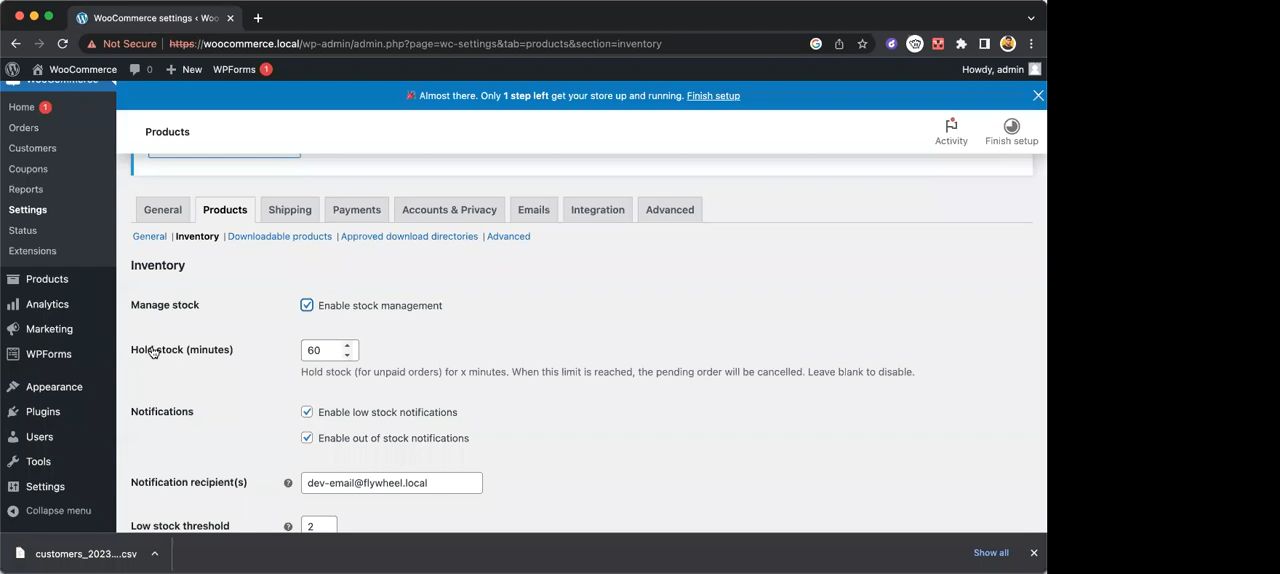 WooCommerce settings ‹ Woo
Not Secure | https://woocommerce.local/wp-admin/admin.php?page=wc-settings&tab=products&section=inventory
WooCommerce 0 New WPForms 1 Howdy, admin
WooCommerce
Almost there. Only 1 step left get your store up and running. Finish setup
Home 1
Orders
Customers
Coupons
Reports
Settings
Status
Extensions
Products
Analytics
Marketing
WPForms
Appearance
Plugins
Users
Tools
Settings
Collapse menu
Products
Activity
Finish setup
General Products Shipping Payments Accounts & Privacy Emails Integration Advanced
General | Inventory | Downloadable products | Approved download directories | Advanced
Inventory
Manage stock Enable stock management
Hold stock (minutes) 60
Hold stock (for unpaid orders) for x minutes. When this limit is reached, the pending order will be cancelled. Leave blank to disable.
Notifications Enable low stock notifications
Enable out of stock notifications
Notification recipient(s) dev-email@flywheel.local
Low stock threshold 2
customers_2023....csv
Show all